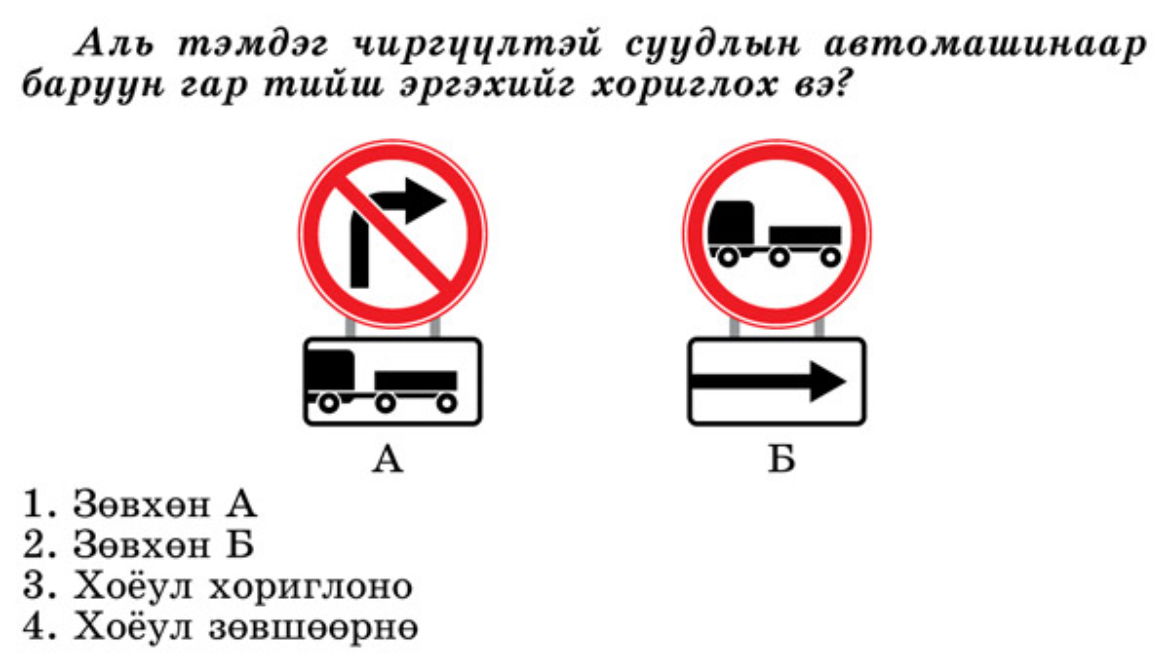 Аль тэмдэг чиргүүлтэй суудлын автомашинаар
баруун гар тийш эргэхийг хориглох вэ?
А
Б
1. Зөвхөн А
2. Зөвхөн Б
3. Хоёул хориглоно
4. Хоёул зөвшөөрнө